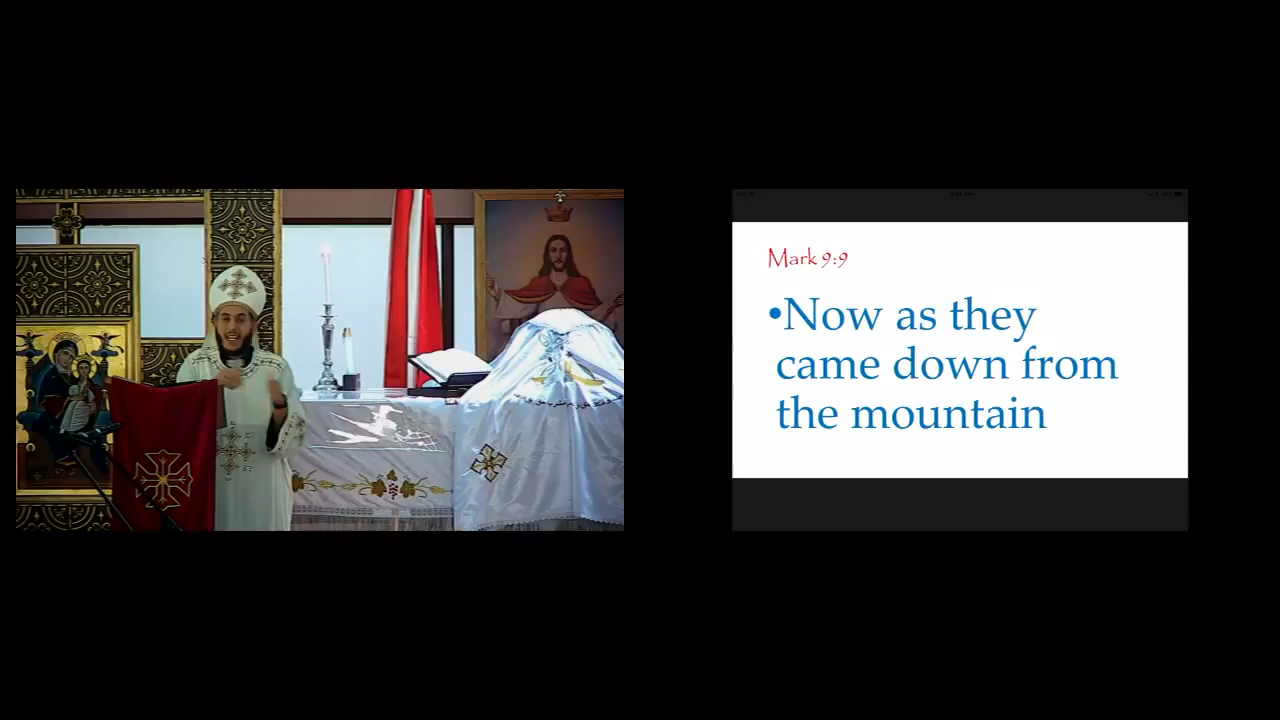 Mark 9:9
•Now as they
came down from
the mountain